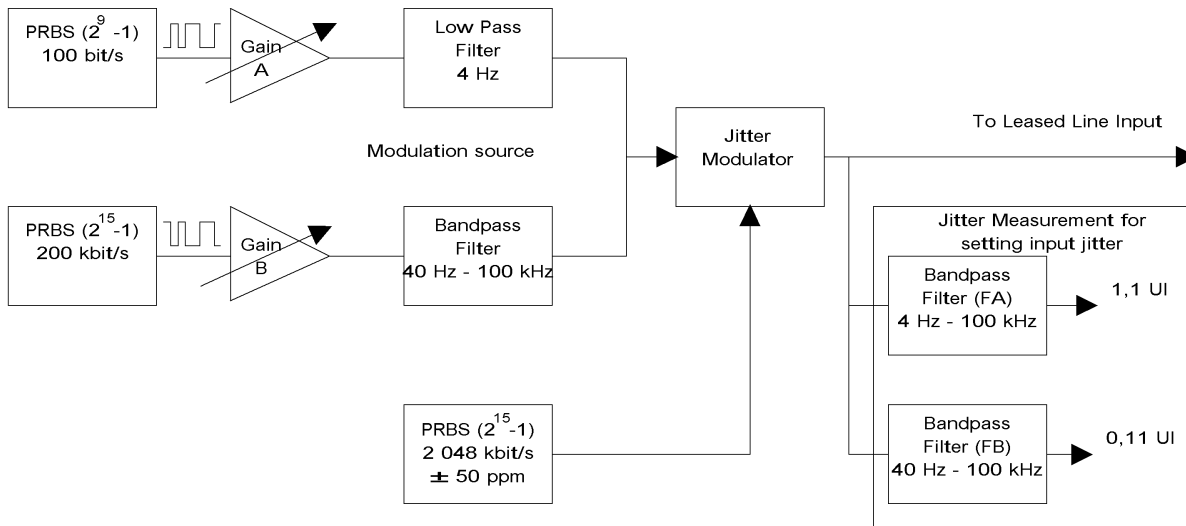 PRBS (2^9 -1)
100 bit/s
Gain
A
Low Pass
Filter
4 Hz
Modulation source
Jitter
Modulator
To Leased Line Input
PRBS (2^15 -1)
200 kbit/s
Gain
B
Bandpass
Filter
40 Hz - 100 kHz
Jitter Measurement for
setting input jitter
Bandpass
Filter (FA)
4 Hz - 100 kHz
1,1 UI
PRBS (2^15 -1)
2 048 kbit/s
± 50 ppm
Bandpass
Filter (FB)
40 Hz - 100 kHz
0,11 UI